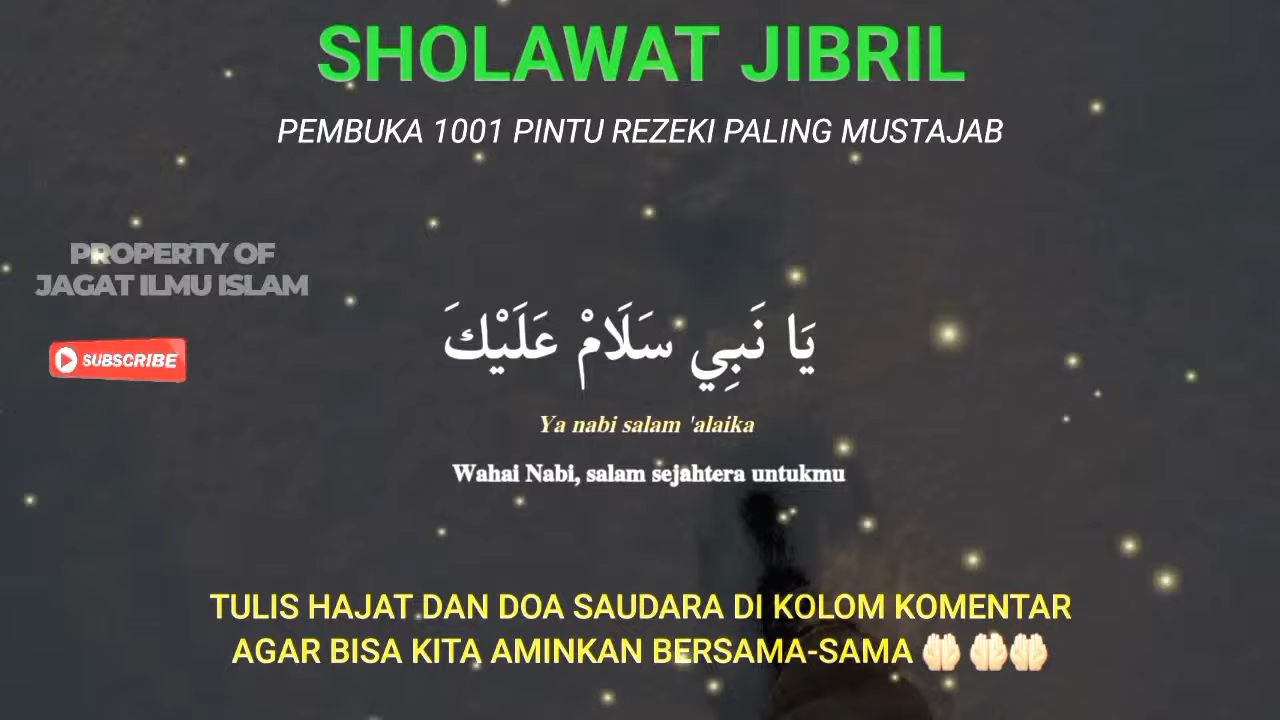 SHOLAWAT JIBRIL
PEMBUKA 1001 PINTU REZEKI PALING MUSTAJAB
PROPERTY OF
JAGAT ILMU ISLAM
SUBSCRIBE
يَا نَبِي سَلَامْ عَلَيْكَ
Ya nabi salam 'alaika
Wahai Nabi, salam sejahtera untukmu
TULIS HAJAT DAN DOA SAUDARA DI KOLOM KOMENTAR
AGAR BISA KITA AMINKAN BERSAMA-SAMA 🤲🏻🤲🏻🤲🏻